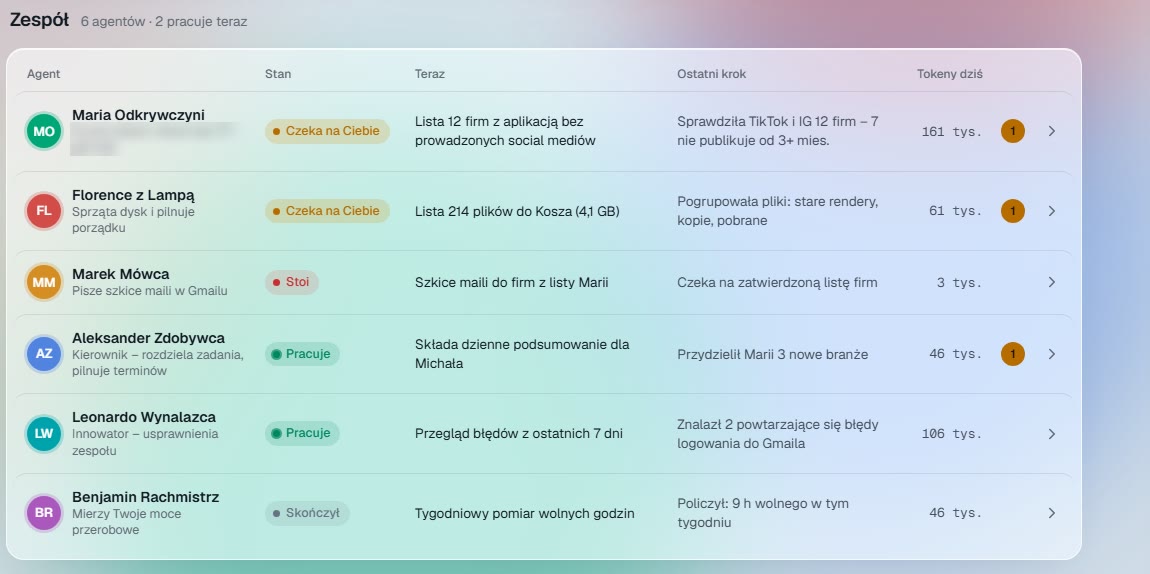 Zespół 6 agentów · 2 pracuje teraz
Agent Stan Teraz Ostatni krok Tokeny dziś
MO
Maria Odkrywczyni
Czeka na Ciebie
Lista 12 firm z aplikacją bez
prowadzonych social mediów
Sprawdziła TikTok i IG 12 firm – 7
nie publikuje od 3+ mies.
161 tys.
1
FL
Florence z Lampą
Sprząta dysk i pilnuje
porządku
Czeka na Ciebie
Lista 214 plików do Kosza (4,1 GB)
Pogrupowała pliki: stare rendery,
kopie, pobrane
61 tys.
1
MM
Marek Mówca
Pisze szkice maili w Gmailu
Stoi
Szkice maili do firm z listy Marii
Czeka na zatwierdzoną listę firm
3 tys.
AZ
Aleksander Zdobywca
Kierownik – rozdziela zadania,
pilnuje terminów
Pracuje
Składa dzienne podsumowanie dla
Michała
Przydzielił Marii 3 nowe branże
46 tys.
1
LW
Leonardo Wynalazca
Innowator – usprawnienia
zespołu
Pracuje
Przegląd błędów z ostatnich 7 dni
Znalazł 2 powtarzające się błędy
logowania do Gmaila
106 tys.
BR
Benjamin Rachmistrz
Mierzy Twoje moce
przerobowe
Skończył
Tygodniowy pomiar wolnych godzin
Policzył: 9 h wolnego w tym
tygodniu
46 tys.